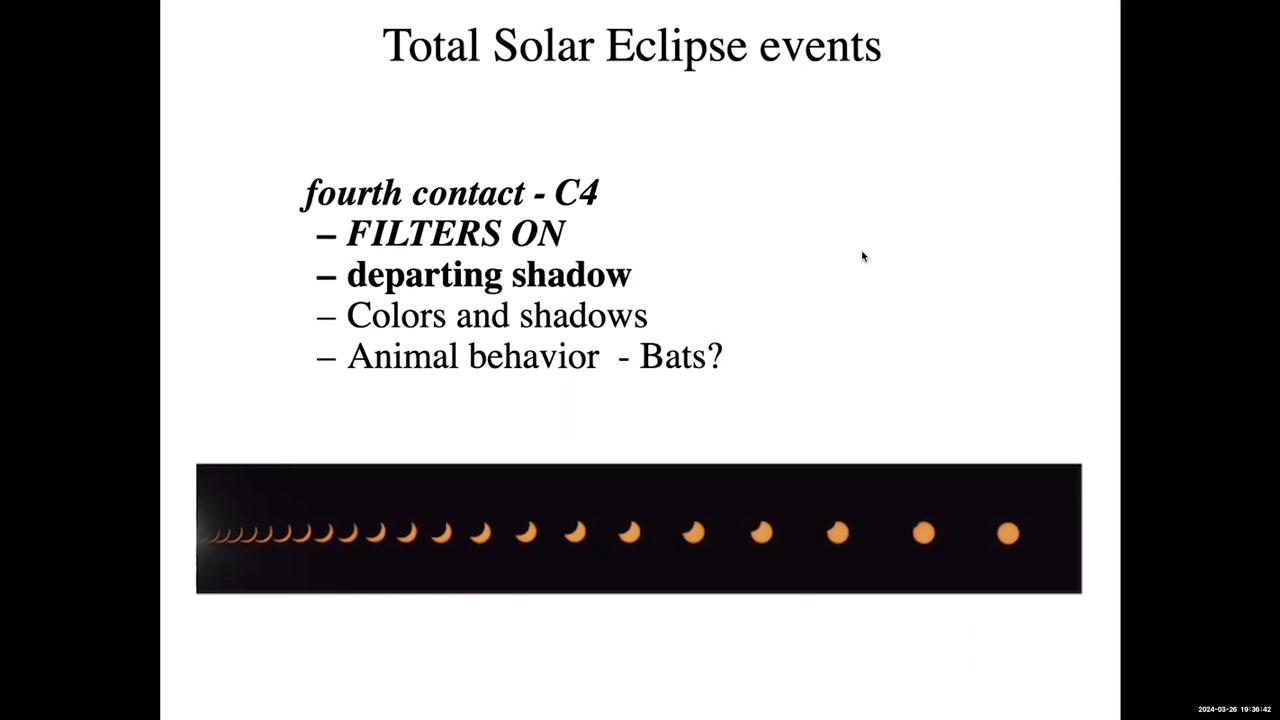 Total Solar Eclipse events
fourth contact - C4
– FILTERS ON
– departing shadow
– Colors and shadows
– Animal behavior - Bats?
2024-03-26 19:36:42